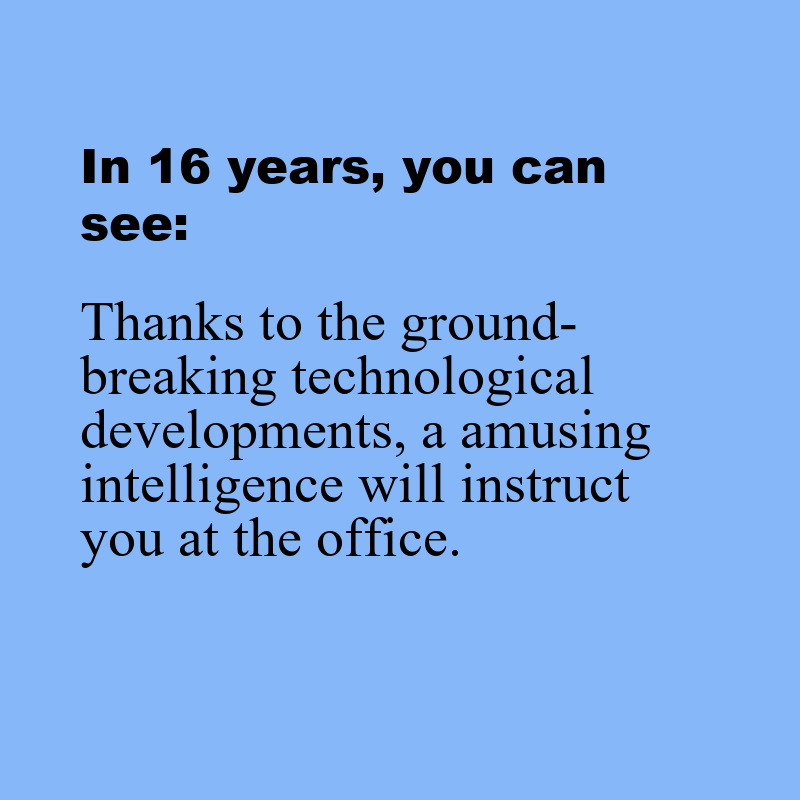 In 16 years, you can
see:
Thanks to the ground-
breaking technological
developments, a amusing
intelligence will instruct
you at the office.